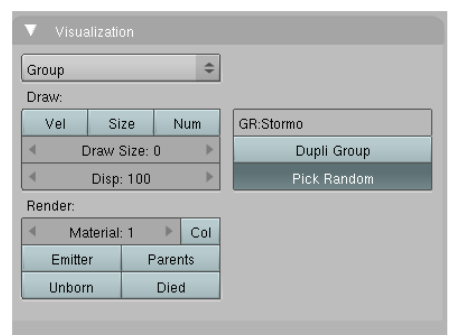 Visualization
Group
Draw:
Vel Size Num
Draw Size: 0
Disp: 100
GR:Stormo
Dupli Group
Pick Random
Render:
Material: 1 Col
Emitter Parents
Unborn Died